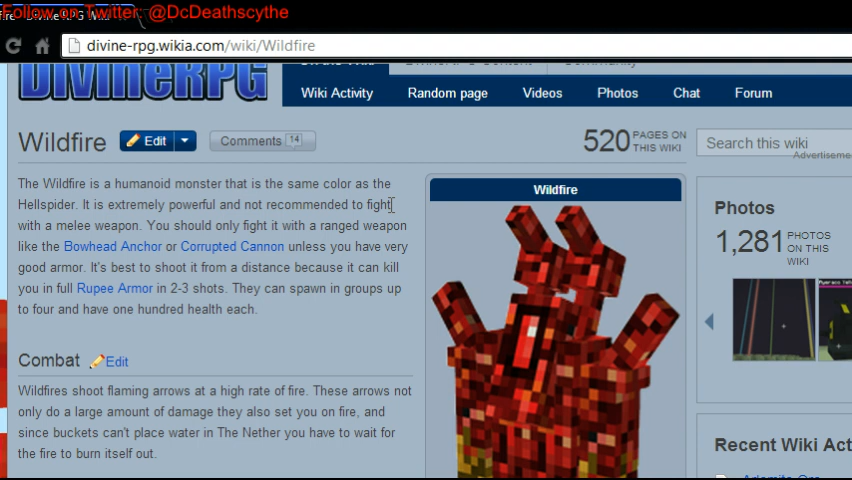 Follow on Twitter: @DcDeathscythe
divine-rpg.wikia.com/wiki/Wildfire
DivineRPG
Wiki Activity Random page Videos Photos Chat Forum
Wildfire Edit Comments 14
520 PAGES ON THIS WIKI
Search this wiki
Advertiseme
The Wildfire is a humanoid monster that is the same color as the
Hellspider. It is extremely powerful and not recommended to fight
with a melee weapon. You should only fight it with a ranged weapon
like the Bowhead Anchor or Corrupted Cannon unless you have very
good armor. It's best to shoot it from a distance because it can kill
you in full Rupee Armor in 2-3 shots. They can spawn in groups up
to four and have one hundred health each.
Wildfire
Photos
1,281 PHOTOS ON THIS WIKI
Combat Edit
Wildfires shoot flaming arrows at a high rate of fire. These arrows not
only do a large amount of damage they also set you on fire, and
since buckets can't place water in The Nether you have to wait for
the fire to burn itself out.
Recent Wiki Ac